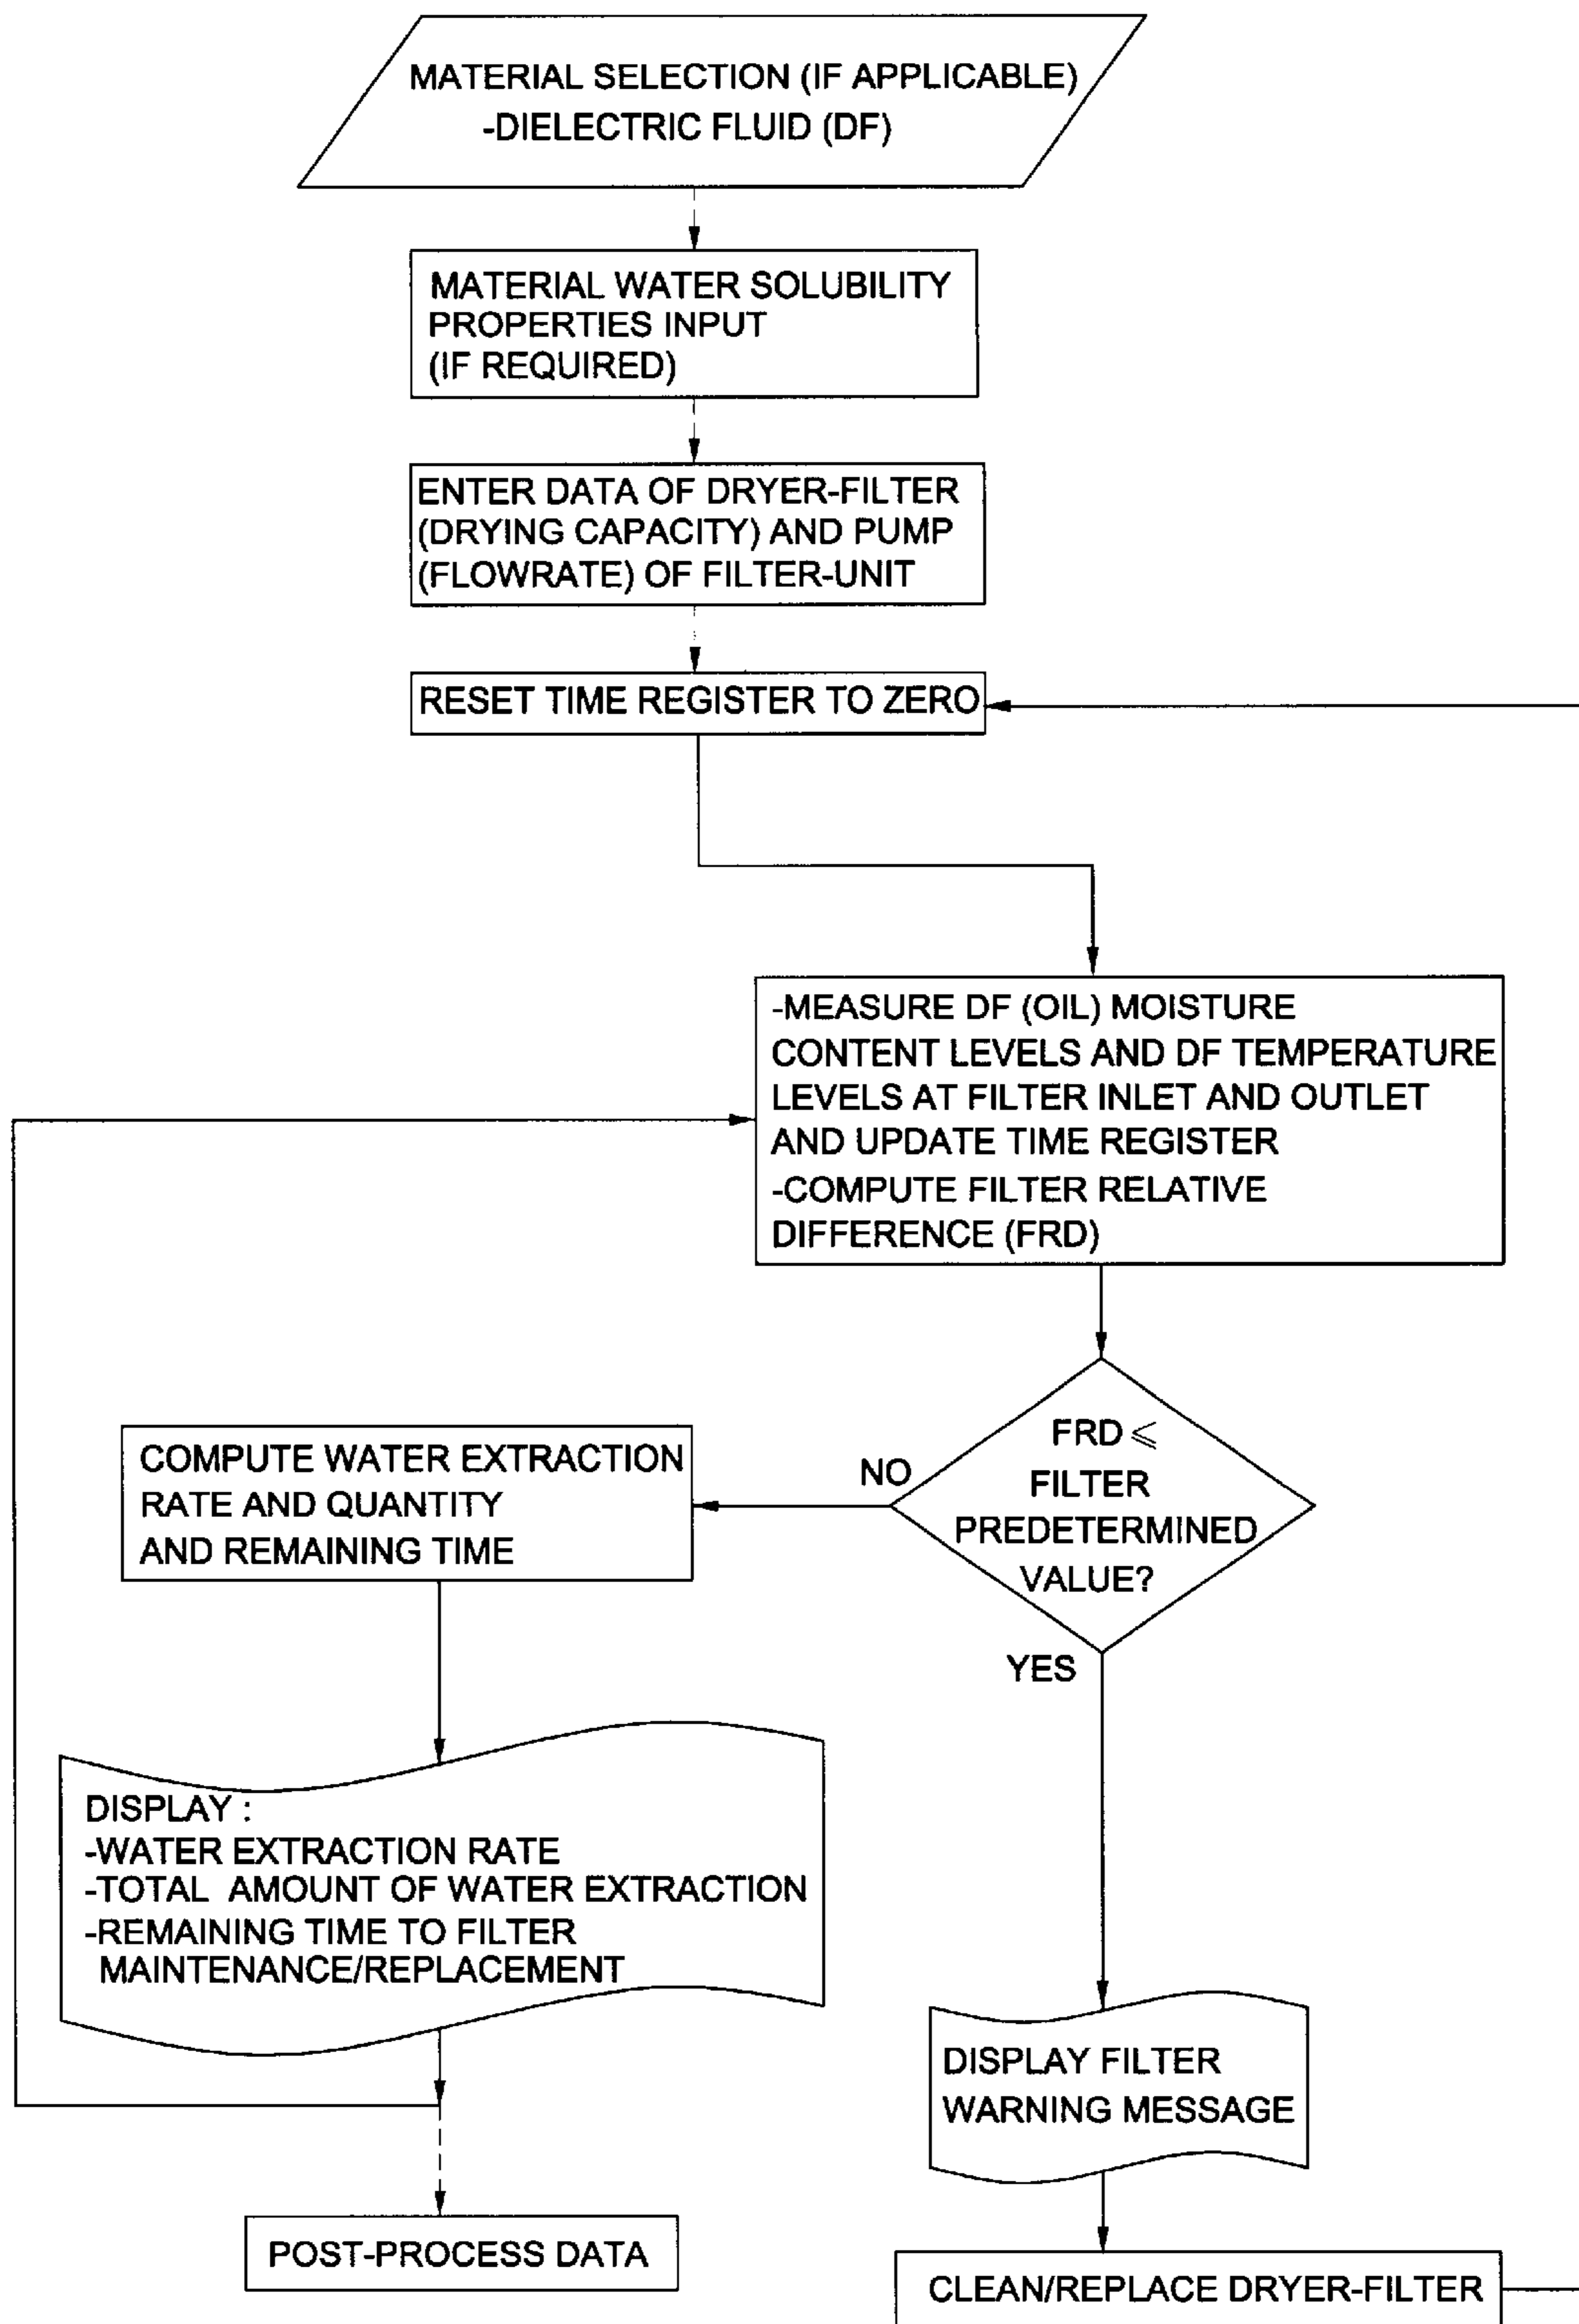 MATERIAL SELECTION (IF APPLICABLE)
-DIELECTRIC FLUID (DF)
MATERIAL WATER SOLUBILITY
PROPERTIES INPUT
(IF REQUIRED)
ENTER DATA OF DRYER-FILTER
(DRYING CAPACITY) AND PUMP
(FLOWRATE) OF FILTER-UNIT
RESET TIME REGISTER TO ZERO
-MEASURE DF (OIL) MOISTURE
CONTENT LEVELS AND DF TEMPERATURE
LEVELS AT FILTER INLET AND OUTLET
AND UPDATE TIME REGISTER
-COMPUTE FILTER RELATIVE
DIFFERENCE (FRD)
FRD ⩽
FILTER
PREDETERMINED
VALUE?
NO
YES
COMPUTE WATER EXTRACTION
RATE AND QUANTITY
AND REMAINING TIME
DISPLAY :
-WATER EXTRACTION RATE
-TOTAL AMOUNT OF WATER EXTRACTION
-REMAINING TIME TO FILTER
MAINTENANCE/REPLACEMENT
DISPLAY FILTER
WARNING MESSAGE
POST-PROCESS DATA
CLEAN/REPLACE DRYER-FILTER